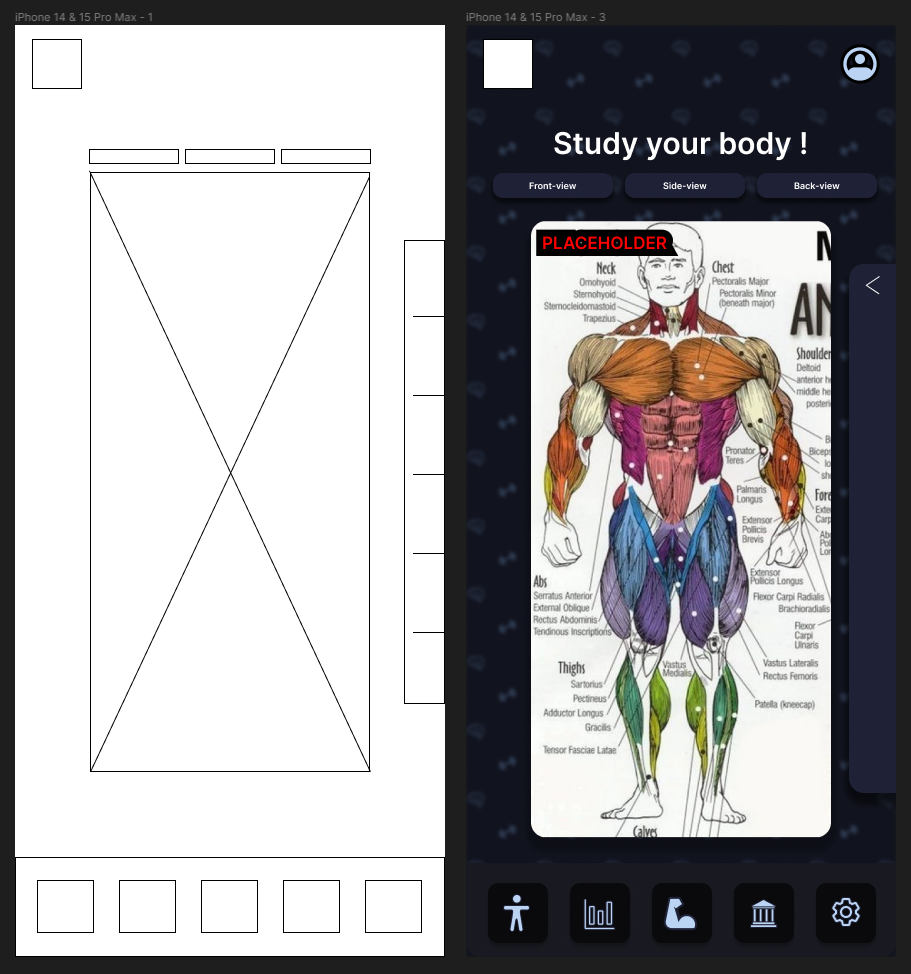 iPhone 14 & 15 Pro Max - 1
iPhone 14 & 15 Pro Max - 3
Study your body !
Front-view
Side-view
Back-view
PLACEHOLDER
M
AN
Neck
Omohyoid
Sternohyoid
Sternocleidomastoid
Trapezius
Chest
Pectoralis Major
Pectoralis Minor
(beneath major)
Shoulder
Deltoid
anterior he
middle he
posteri
Pronator
Teres
Palmaris
Longus
Extensor
Pollicis
Brevis
B
Biceps
lo
sh
Fore
Exte
Carp
Ab
Pol
Lon
Extensor
Pollicis Longus
Flexor Carpi Radialis
Brachioradialis
Flexor
Carpi
Ulnaris
Abs
Serratus Anterior
External Oblique
Rectus Abdominis
Tendinous Inscriptions
Thighs
Sartorius
Pectineus
Adductor Longus
Gracilis
Tensor Fasciae Latae
Vastus
Medialis
Vastus Lateralis
Rectus Femoris
Patella (kneecap)
Calves